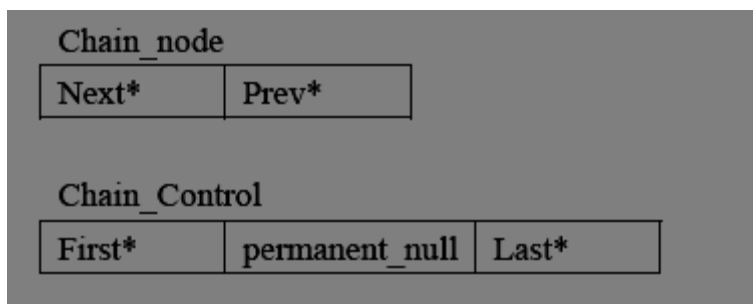 Chain_node
Next* Prev*
Chain_Control
First* permanent_null Last*